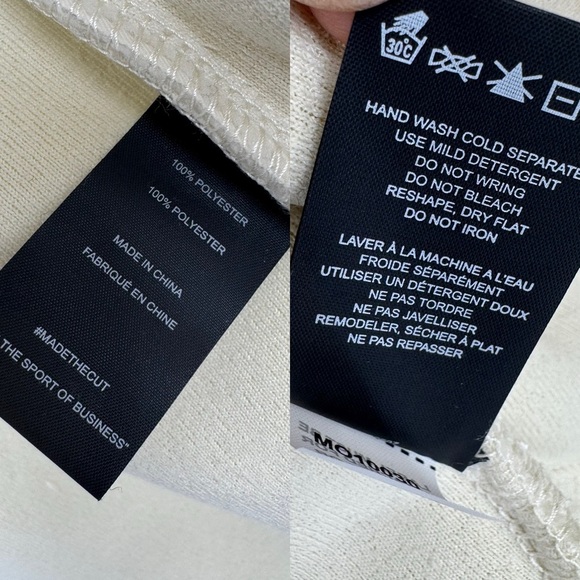 100% POLYESTER
100% POLYESTER
MADE IN CHINA
FABRIQUÉ EN CHINE
#MADETHECUT
THE SPORT OF BUSINESS"
30°C
HAND WASH COLD SEPARATE
USE MILD DETERGENT
DO NOT WRING
DO NOT BLEACH
RESHAPE, DRY FLAT
DO NOT IRON
LAVER À LA MACHINE A L'EAU
FROIDE SÉPARÉMENT
UTILISER UN DÉTERGENT DOUX
NE PAS TORDRE
NE PAS JAVELLISER
REMODELER, SÉCHER À PLAT
NE PAS REPASSER
MO10030